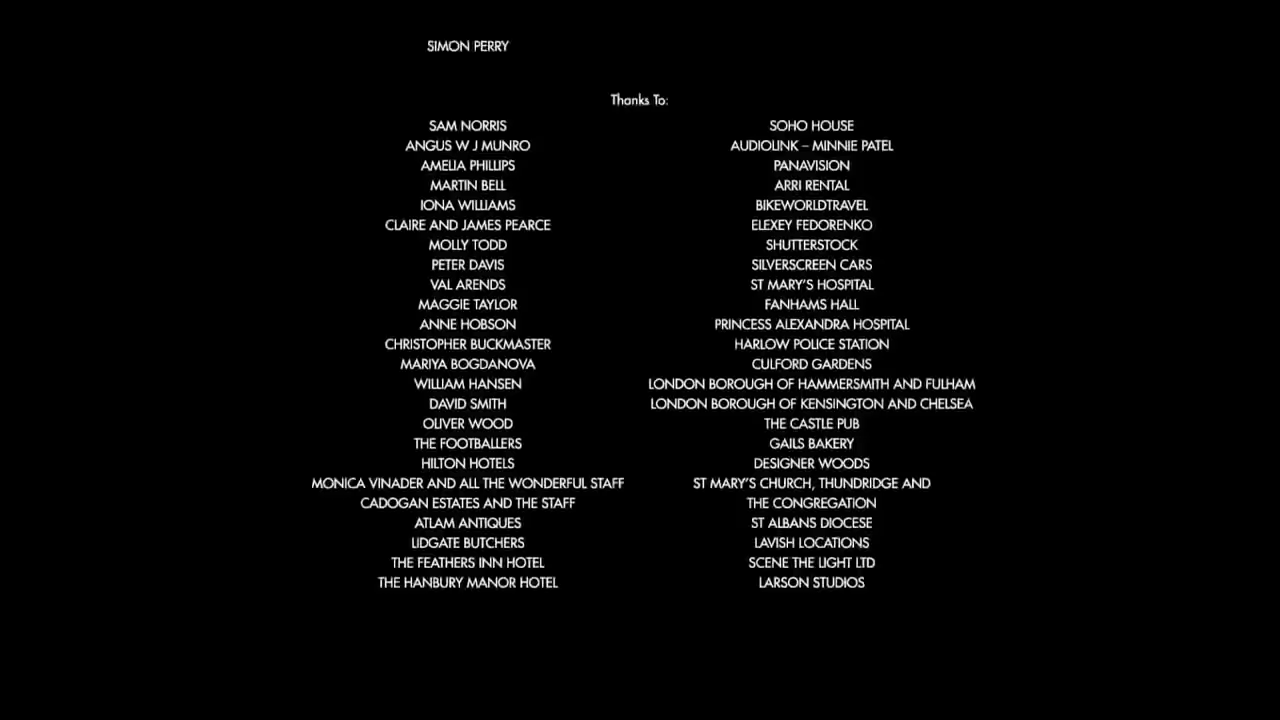 SIMON PERRY
Thanks To:
SAM NORRIS
ANGUS W J MUNRO
AMELIA PHILLIPS
MARTIN BELL
IONA WILLIAMS
CLAIRE AND JAMES PEARCE
MOLLY TODD
PETER DAVIS
VAL ARENDS
MAGGIE TAYLOR
ANNE HOBSON
CHRISTOPHER BUCKMASTER
MARIYA BOGDANOVA
WILLIAM HANSEN
DAVID SMITH
OLIVER WOOD
THE FOOTBALLERS
HILTON HOTELS
MONICA VINADER AND ALL THE WONDERFUL STAFF
CADOGAN ESTATES AND THE STAFF
ATLAM ANTIQUES
LIDGATE BUTCHERS
THE FEATHERS INN HOTEL
THE HANBURY MANOR HOTEL
SOHO HOUSE
AUDIOLINK – MINNIE PATEL
PANAVISION
ARRI RENTAL
BIKEWORLDTRAVEL
ELEXEY FEDORENKO
SHUTTERSTOCK
SILVERSCREEN CARS
ST MARY'S HOSPITAL
FANHAMS HALL
PRINCESS ALEXANDRA HOSPITAL
HARLOW POLICE STATION
CULFORD GARDENS
LONDON BOROUGH OF HAMMERSMITH AND FULHAM
LONDON BOROUGH OF KENSINGTON AND CHELSEA
THE CASTLE PUB
GAILS BAKERY
DESIGNER WOODS
ST MARY'S CHURCH, THUNDRIDGE AND
THE CONGREGATION
ST ALBANS DIOCESE
LAVISH LOCATIONS
SCENE THE LIGHT LTD
LARSON STUDIOS